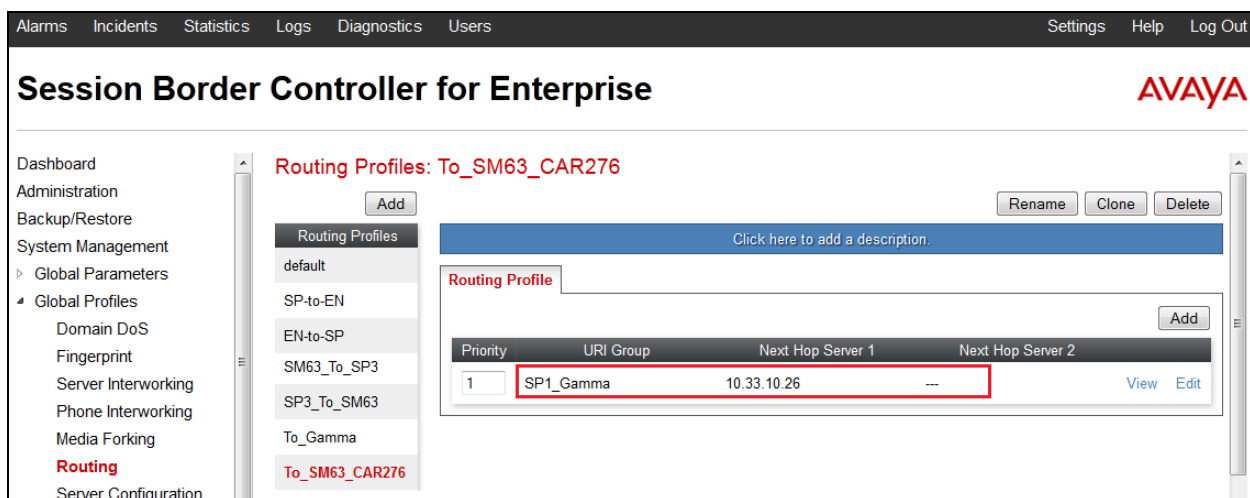 Alarms Incidents Statistics Logs Diagnostics Users Settings Help Log Out
Session Border Controller for Enterprise
AVAYA
Dashboard
Administration
Backup/Restore
System Management
Global Parameters
Global Profiles
Domain DoS
Fingerprint
Server Interworking
Phone Interworking
Media Forking
Routing
Server Configuration
Routing Profiles: To_SM63_CAR276
Add
Rename Clone Delete
Routing Profiles
default
SP-to-EN
EN-to-SP
SM63_To_SP3
SP3_To_SM63
To_Gamma
To_SM63_CAR276
Click here to add a description.
Routing Profile
Add
Priority URI Group Next Hop Server 1 Next Hop Server 2
1 SP1_Gamma 10.33.10.26 --- View Edit